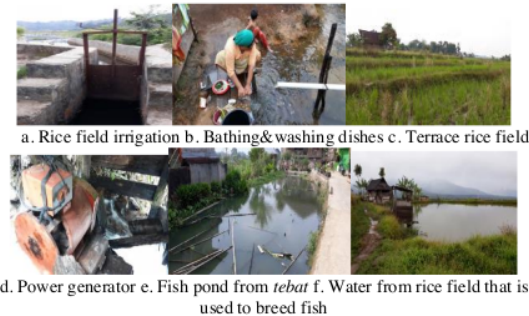 a. Rice field irrigation b. Bathing&washing dishes c. Terrace rice field
d. Power generator e. Fish pond from tebat f. Water from rice field that is
used to breed fish